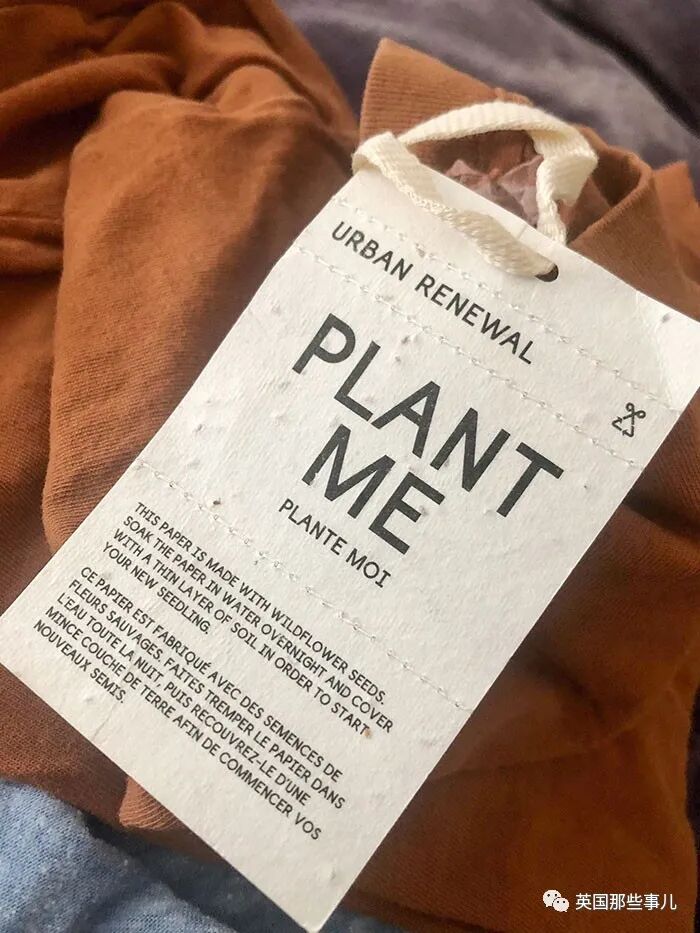 URBAN RENEWAL
PLANT
ME
PLANTE MOI
THIS PAPER IS MADE WITH WILDFLOWER SEEDS.
SOAK THE PAPER IN WATER OVERNIGHT AND COVER
WITH A THIN LAYER OF SOIL IN ORDER TO START
YOUR NEW SEEDLING.
CE PAPIER EST FABRIQUÉ AVEC DES SEMENCES DE
FLEURS SAUVAGES. FAITES TREMPER LE PAPIER DANS
L'EAU TOUTE LA NUIT, PUIS RECOUVREZ-LE D'UNE
MINCE COUCHE DE TERRE AFIN DE COMMENCER VOS
NOUVEAUX SEMIS.
英国那些事儿